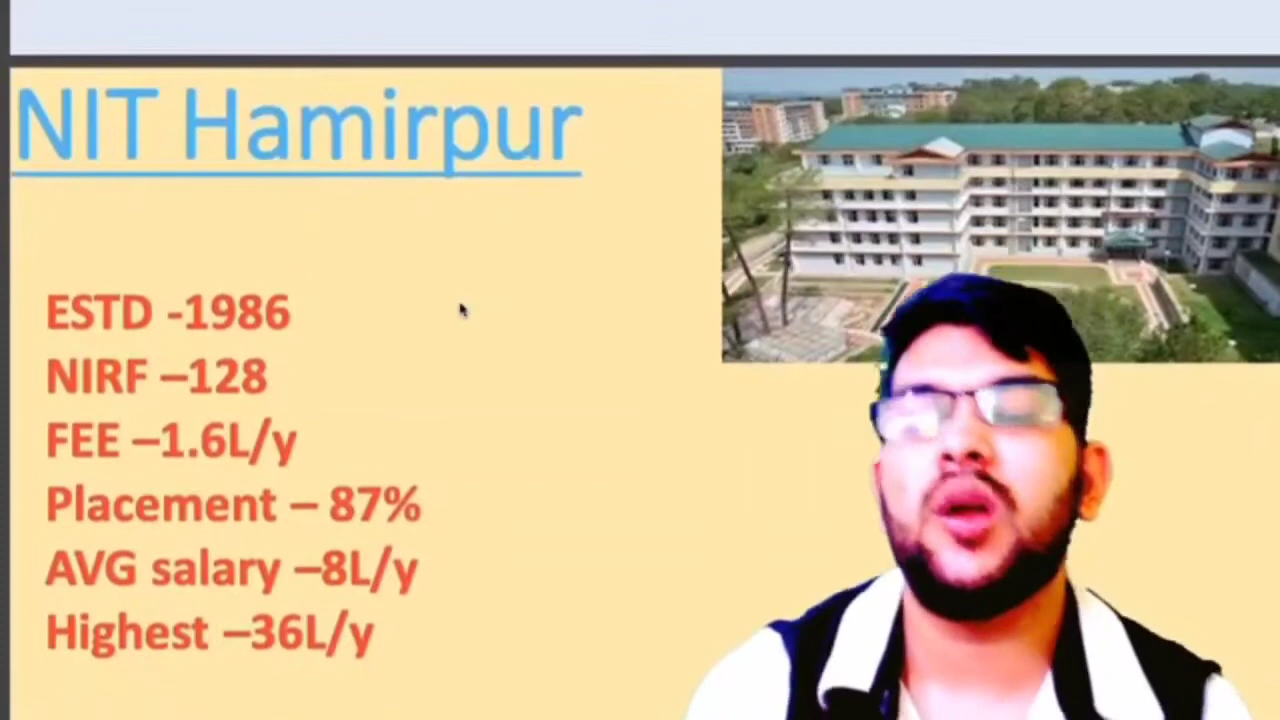 NIT Hamirpur
ESTD -1986
NIRF –128
FEE –1.6L/y
Placement – 87%
AVG salary –8L/y
Highest –36L/y